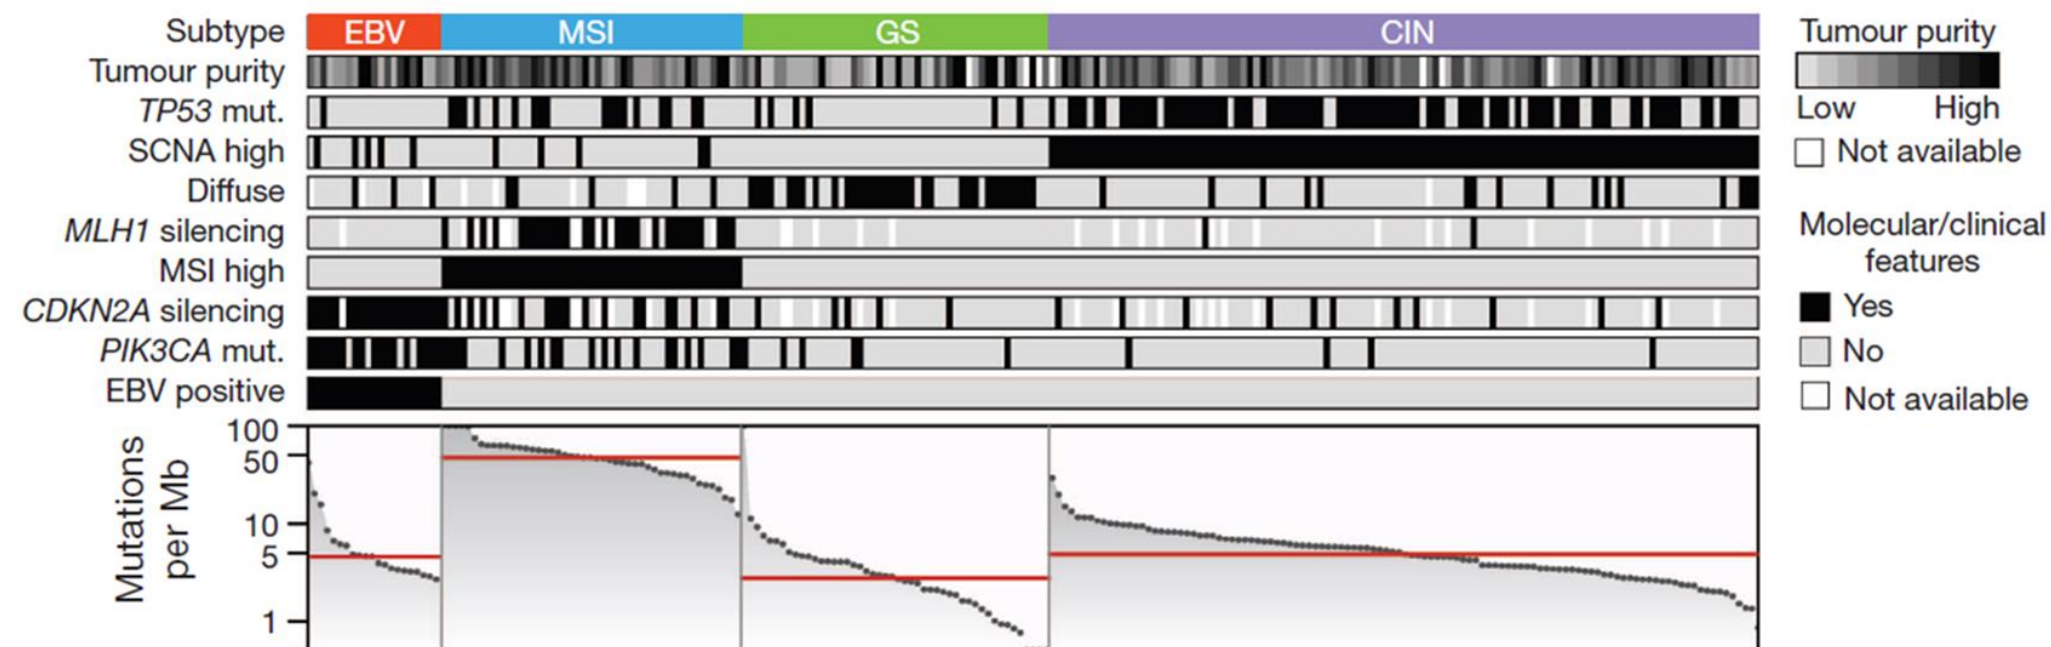 Subtype EBV MSI GS CIN
Tumour purity
TP53 mut.
SCNA high
Diffuse
MLH1 silencing
MSI high
CDKN2A silencing
PIK3CA mut.
EBV positive
Mutations
per Mb
100
50
10
5
1
Tumour purity
Low High
Not available
Molecular/clinical
features
Yes
No
Not available